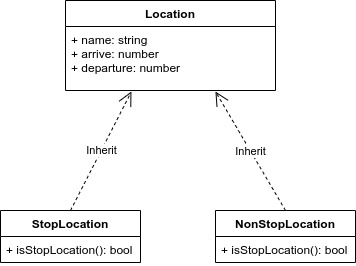 Location
+ name: string
+ arrive: number
+ departure: number
Inherit
Inherit
StopLocation
+ isStopLocation(): bool
NonStopLocation
+ isStopLocation(): bool